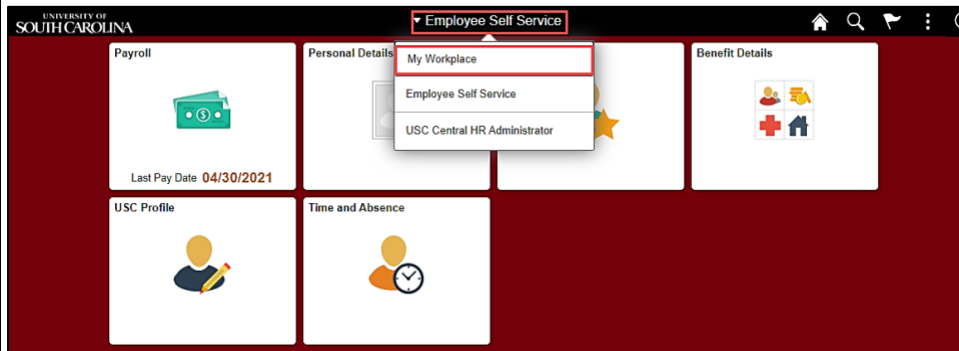 UNIVERSITY OF
SOUTH CAROLINA
Employee Self Service
Payroll
Personal Details
My Workplace
Employee Self Service
USC Central HR Administrator
Benefit Details
Last Pay Date 04/30/2021
USC Profile
Time and Absence